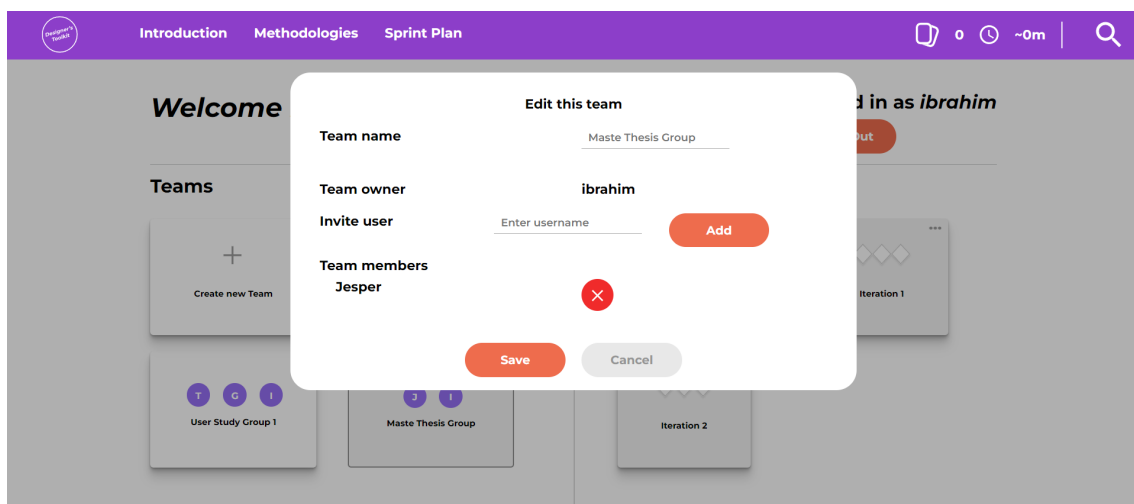 Designer's
Toolkit
Introduction Methodologies Sprint Plan
0 ~0m
Welcome
d in as ibrahim
Out
Edit this team
Team name Maste Thesis Group
Team owner ibrahim
Invite user Enter username Add
Team members
Jesper
Save Cancel
Teams
Create new Team
Iteration 1
T G I
User Study Group 1
J I
Maste Thesis Group
Iteration 2